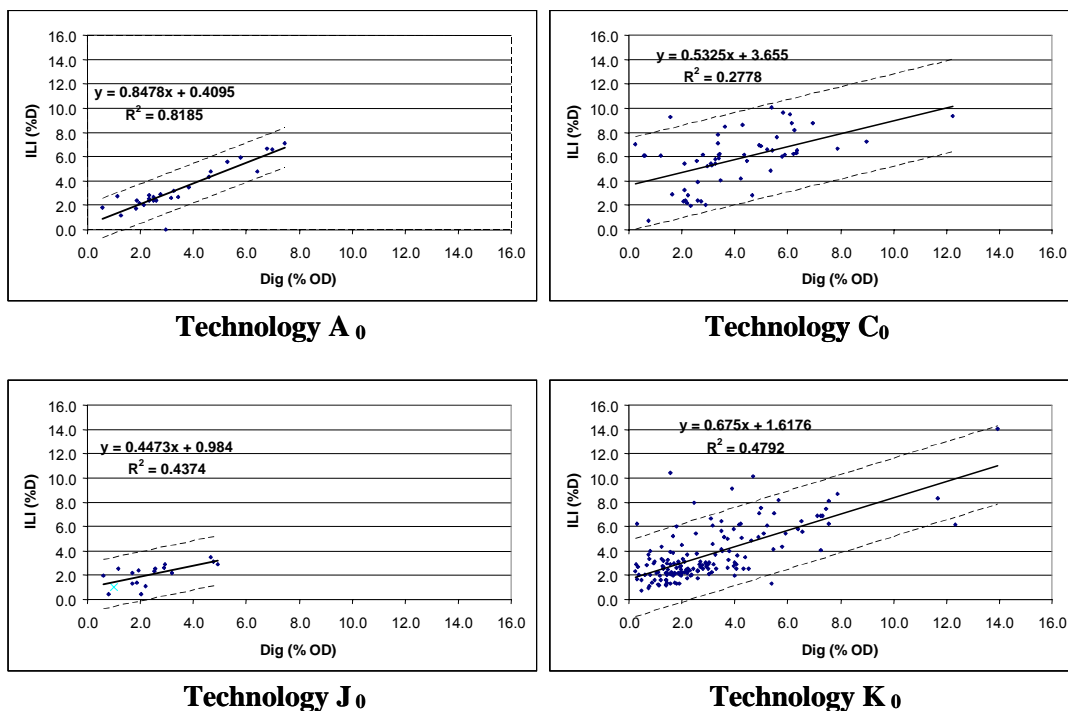 16.0
14.0
12.0
10.0
8.0
6.0
4.0
2.0
0.0
ILI (%D)
y = 0.8478x + 0.4095
R² = 0.8185
0.0 2.0 4.0 6.0 8.0 10.0 12.0 14.0 16.0
Dig (% OD)
Technology A₀
16.0
14.0
12.0
10.0
8.0
6.0
4.0
2.0
0.0
ILI (%D)
y = 0.5325x + 3.655
R² = 0.2778
0.0 2.0 4.0 6.0 8.0 10.0 12.0 14.0 16.0
Dig (% OD)
Technology C₀
16.0
14.0
12.0
10.0
8.0
6.0
4.0
2.0
0.0
ILI (%D)
y = 0.4473x + 0.984
R² = 0.4374
0.0 2.0 4.0 6.0 8.0 10.0 12.0 14.0 16.0
Dig (% OD)
Technology J₀
16.0
14.0
12.0
10.0
8.0
6.0
4.0
2.0
0.0
ILI (%D)
y = 0.675x + 1.6176
R² = 0.4792
0.0 2.0 4.0 6.0 8.0 10.0 12.0 14.0 16.0
Dig (% OD)
Technology K₀